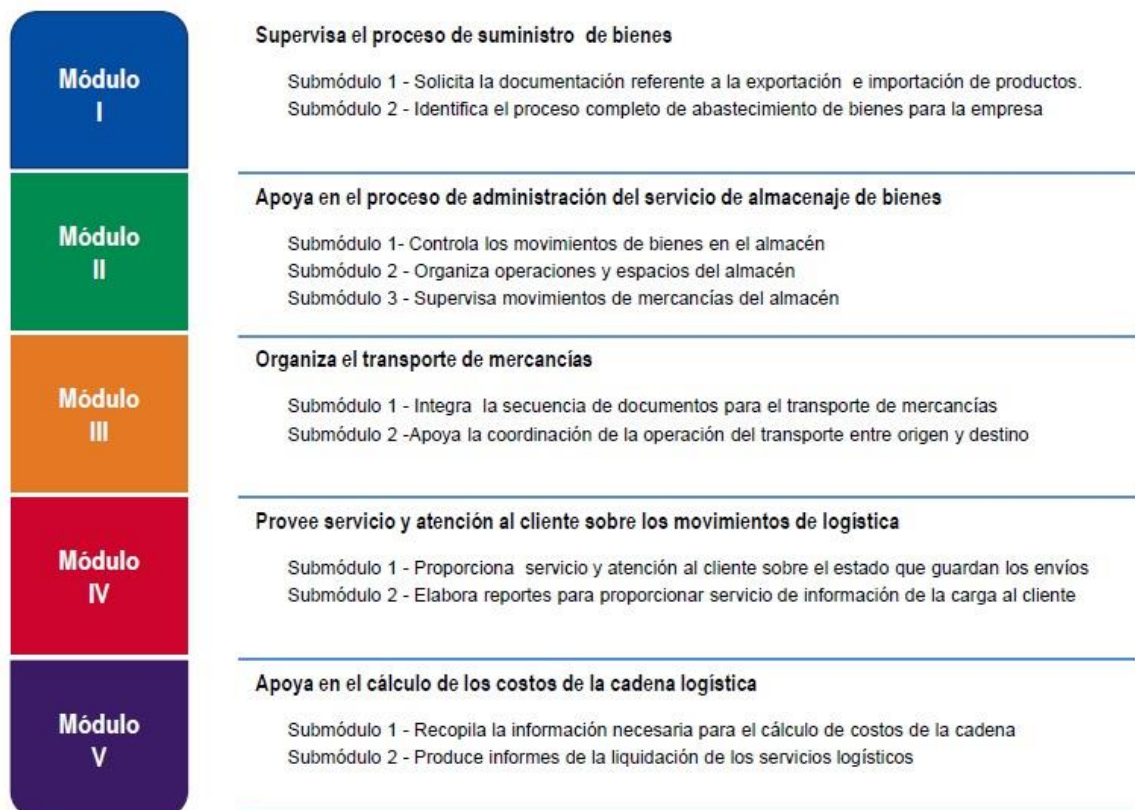 Módulo
I
Supervisa el proceso de suministro de bienes
Submódulo 1 - Solicita la documentación referente a la exportación e importación de productos.
Submódulo 2 - Identifica el proceso completo de abastecimiento de bienes para la empresa
Módulo
II
Apoya en el proceso de administración del servicio de almacenaje de bienes
Submódulo 1- Controla los movimientos de bienes en el almacén
Submódulo 2 - Organiza operaciones y espacios del almacén
Submódulo 3 - Supervisa movimientos de mercancías del almacén
Módulo
III
Organiza el transporte de mercancías
Submódulo 1 - Integra la secuencia de documentos para el transporte de mercancías
Submódulo 2 -Apoya la coordinación de la operación del transporte entre origen y destino
Módulo
IV
Provee servicio y atención al cliente sobre los movimientos de logística
Submódulo 1 - Proporciona servicio y atención al cliente sobre el estado que guardan los envíos
Submódulo 2 - Elabora reportes para proporcionar servicio de información de la carga al cliente
Módulo
V
Apoya en el cálculo de los costos de la cadena logística
Submódulo 1 - Recopila la información necesaria para el cálculo de costos de la cadena
Submódulo 2 - Produce informes de la liquidación de los servicios logísticos